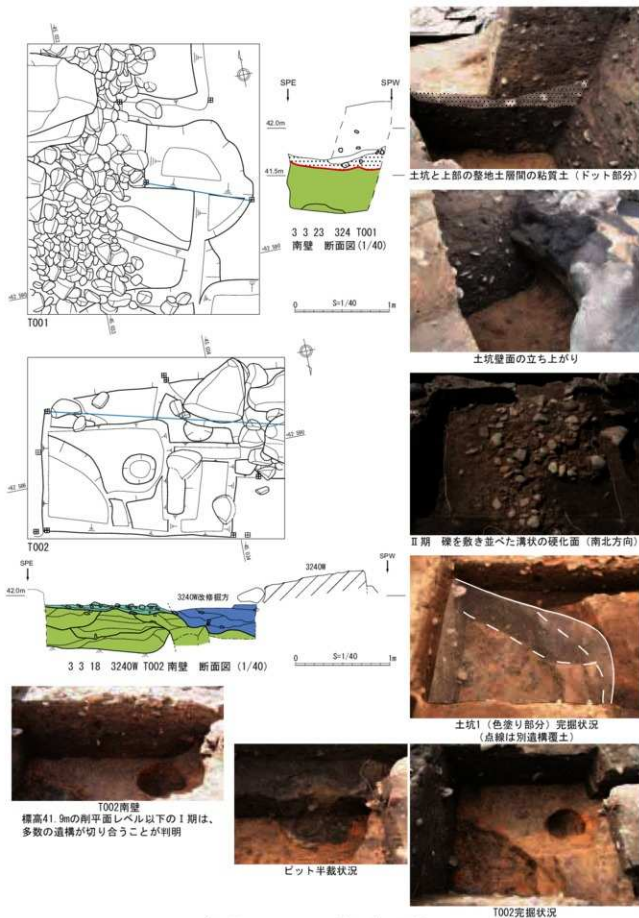 SPE
SPW
42.0m
41.5m
3 3 23 324 T001
南壁 断面図(1/40)
0 S=1/40 1m
T001
土坑と上部の整地土層間の粘質土（ドット部分）
土坑壁面の立ち上がり
T002
Ⅱ期 礫を敷き並べた溝状の硬化面（南北方向）
SPE
SPW
42.0m
3240W改修掘方
3240W
3 3 18 3240W T002 南壁 断面図(1/40)
0 S=1/40 1m
土坑1（色塗り部分）完掘状況
（点線は別遺構覆土）
T002南壁
標高41.9mの削平面レベル以下のⅠ期は、
多数の遺構が切り合うことが判明
ピット半裁状況
T002完掘状況